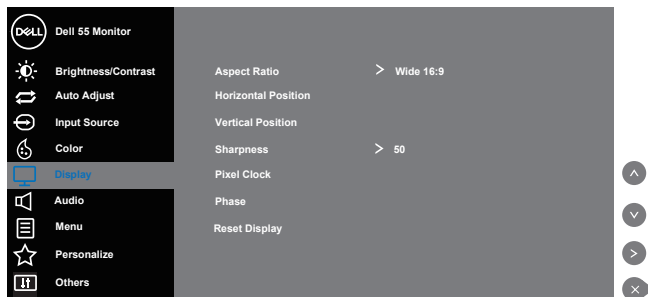 DELL Dell 55 Monitor
Brightness/Contrast Aspect Ratio > Wide 16:9
Auto Adjust Horizontal Position
Input Source Vertical Position
Color Sharpness > 50
Display Pixel Clock
Audio Phase
Menu Reset Display
Personalize
Others